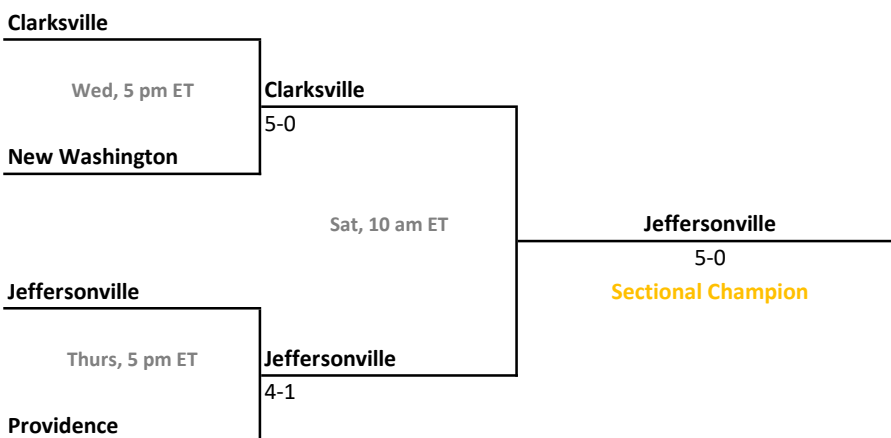 Clarksville
Wed, 5 pm ET
Clarksville
5-0
New Washington
Sat, 10 am ET
Jeffersonville
5-0
Sectional Champion
Jeffersonville
Thurs, 5 pm ET
Jeffersonville
4-1
Providence